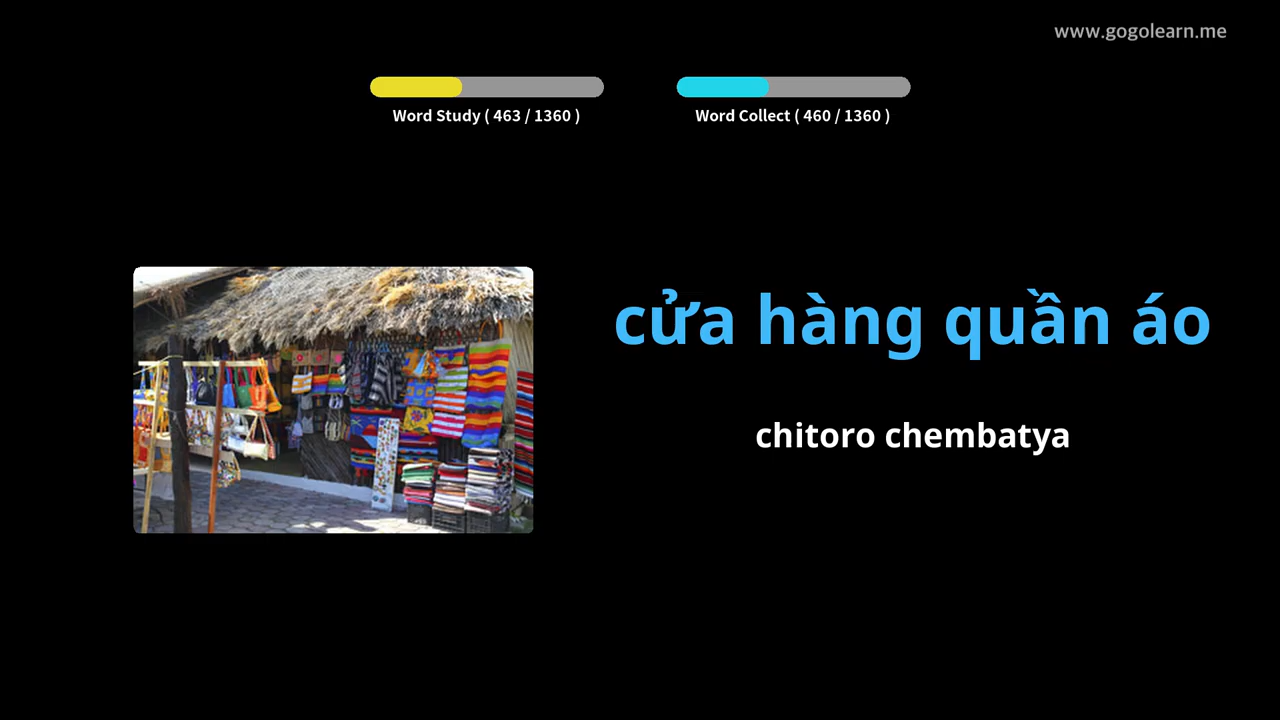 www.gogolearn.me
Word Study ( 463 / 1360 )
Word Collect ( 460 / 1360 )
cửa hàng quần áo
chitoro chembatya